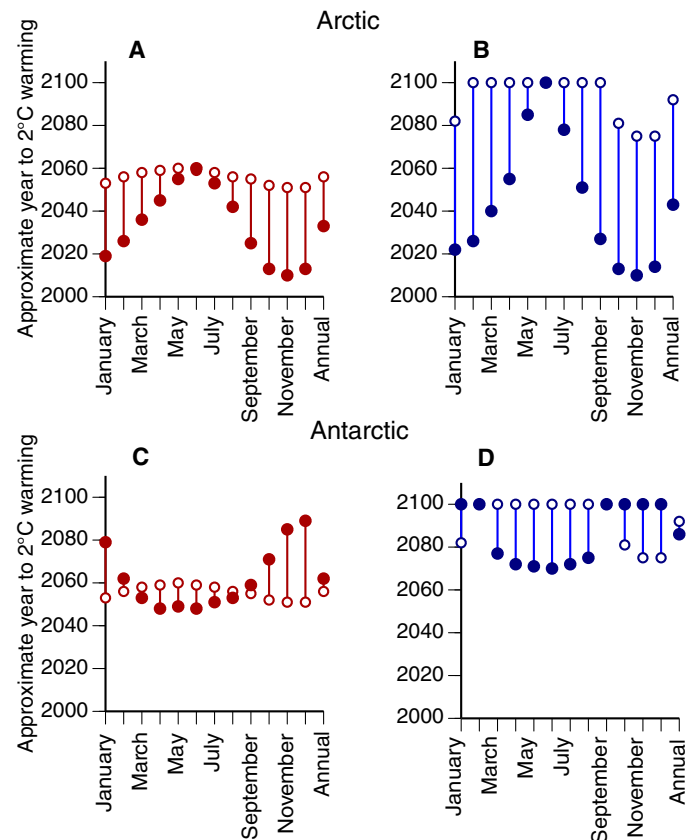 Arctic
A
B
Approximate year to 2°C warming
2100
2080
2060
2040
2020
2000
January
March
May
July
September
November
Annual
2100
2080
2060
2040
2020
2000
January
March
May
July
September
November
Annual
Antarctic
C
D
Approximate year to 2°C warming
2100
2080
2060
2040
2020
2000
January
March
May
July
September
November
Annual
2100
2080
2060
2040
2020
2000
January
March
May
July
September
November
Annual